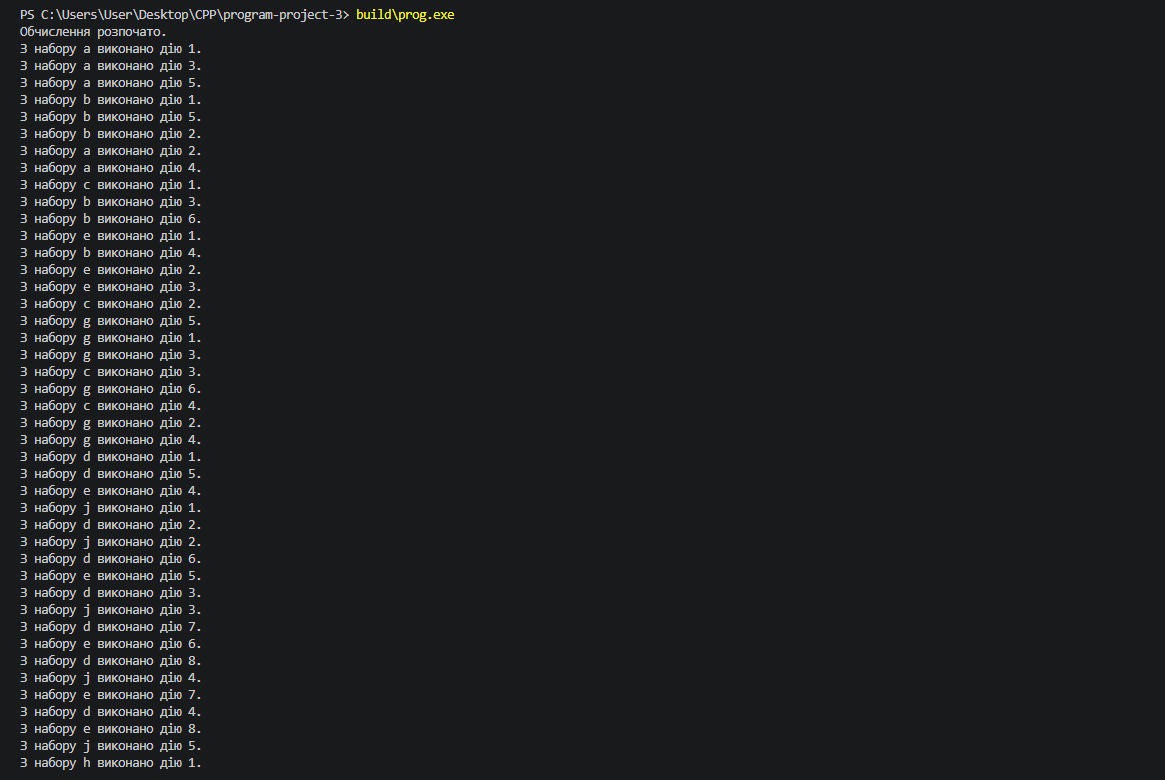 PS C:\Users\User\Desktop\CPP\program-project-3> build\prog.exe
Обчислення розпочато.
З набору a виконано дію 1.
З набору a виконано дію 3.
З набору a виконано дію 5.
З набору b виконано дію 1.
З набору b виконано дію 5.
З набору b виконано дію 2.
З набору a виконано дію 2.
З набору a виконано дію 4.
З набору c виконано дію 1.
З набору b виконано дію 3.
З набору b виконано дію 6.
З набору e виконано дію 1.
З набору b виконано дію 4.
З набору e виконано дію 2.
З набору e виконано дію 3.
З набору c виконано дію 2.
З набору g виконано дію 5.
З набору g виконано дію 1.
З набору g виконано дію 3.
З набору c виконано дію 3.
З набору g виконано дію 6.
З набору c виконано дію 4.
З набору g виконано дію 2.
З набору g виконано дію 4.
З набору d виконано дію 1.
З набору d виконано дію 5.
З набору e виконано дію 4.
З набору j виконано дію 1.
З набору d виконано дію 2.
З набору j виконано дію 2.
З набору d виконано дію 6.
З набору e виконано дію 5.
З набору d виконано дію 3.
З набору j виконано дію 3.
З набору d виконано дію 7.
З набору e виконано дію 6.
З набору d виконано дію 8.
З набору j виконано дію 4.
З набору e виконано дію 7.
З набору d виконано дію 4.
З набору e виконано дію 8.
З набору j виконано дію 5.
З набору h виконано дію 1.